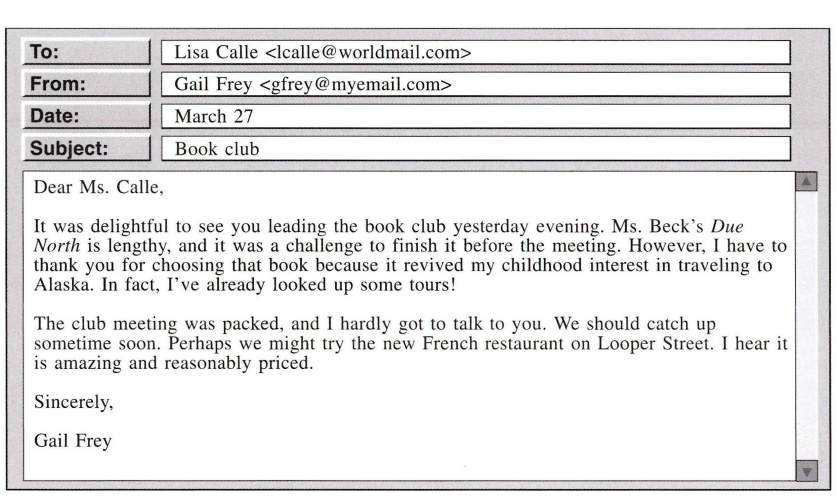 To: Lisa Calle <lcalle@worldmail.com>
From: Gail Frey <gfrey@myemail.com>
Date: March 27
Subject: Book club
Dear Ms. Calle,
It was delightful to see you leading the book club yesterday evening. Ms. Beck's Due
North is lengthy, and it was a challenge to finish it before the meeting. However, I have to
thank you for choosing that book because it revived my childhood interest in traveling to
Alaska. In fact, I've already looked up some tours!
The club meeting was packed, and I hardly got to talk to you. We should catch up
sometime soon. Perhaps we might try the new French restaurant on Looper Street. I hear it
is amazing and reasonably priced.
Sincerely,
Gail Frey